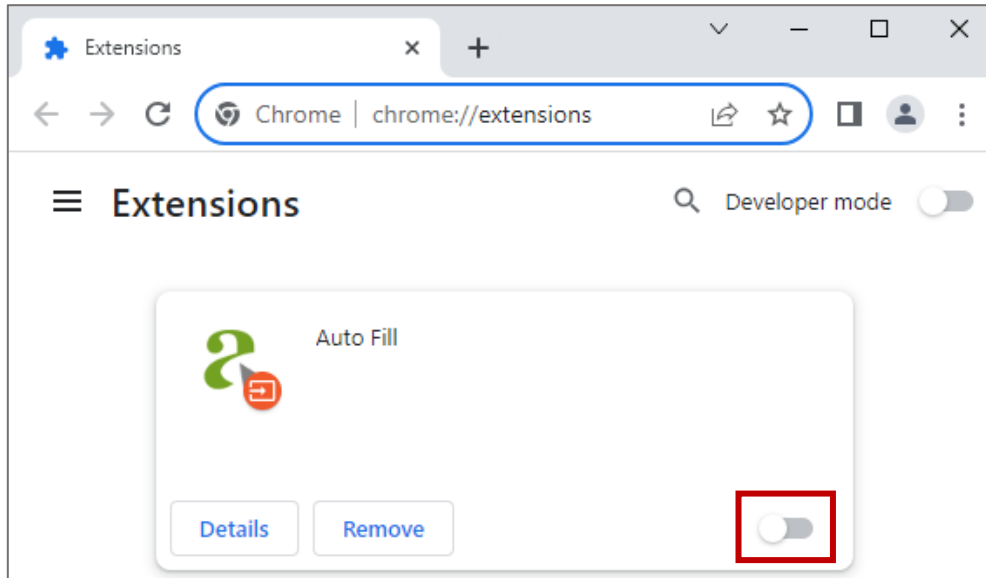 Extensions
Chrome | chrome://extensions
Extensions
Developer mode
Auto Fill
Details
Remove